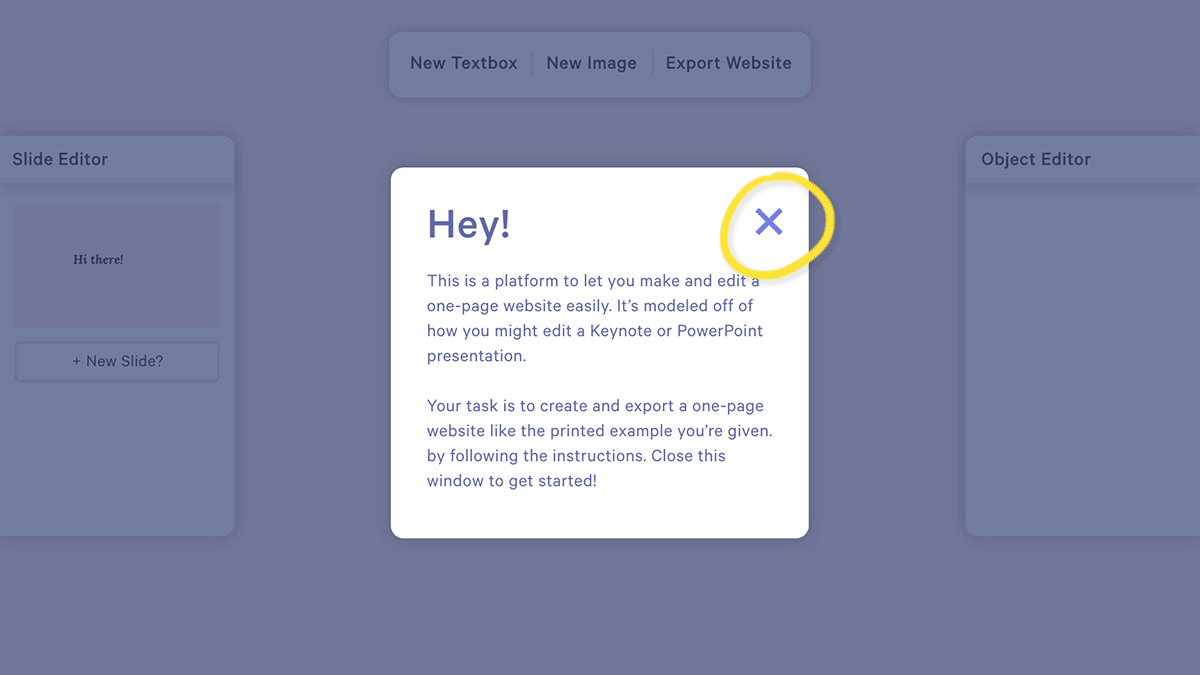 New Textbox New Image Export Website
Slide Editor
Object Editor
Hi there!
+ New Slide?
Hey!
This is a platform to let you make and edit a
one-page website easily. It’s modeled off of
how you might edit a Keynote or PowerPoint
presentation.
Your task is to create and export a one-page
website like the printed example you’re given.
by following the instructions. Close this
window to get started!